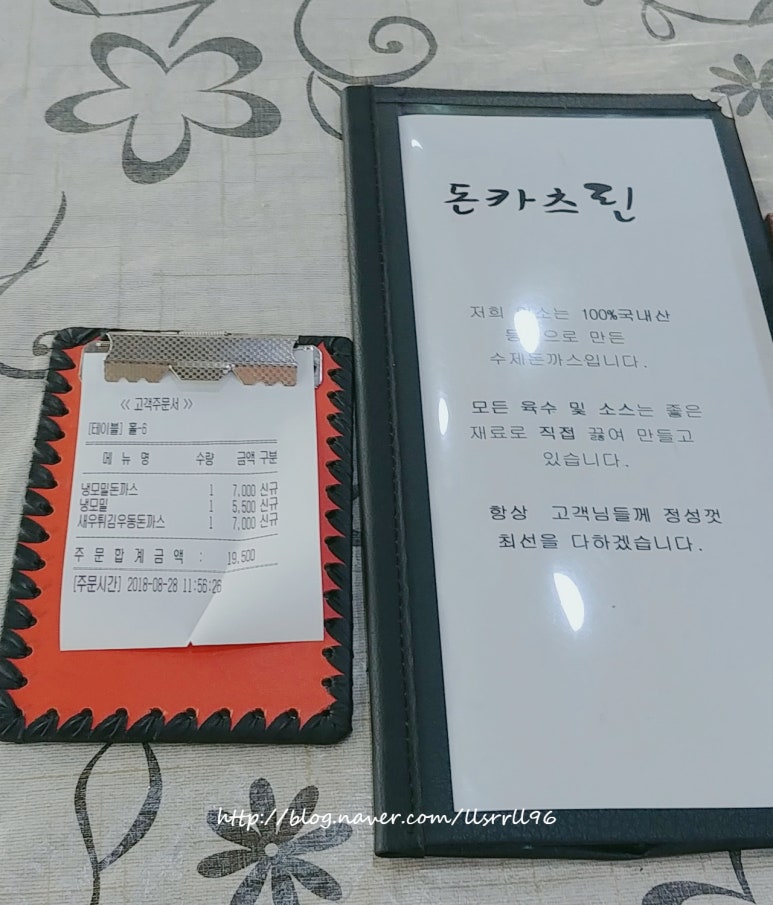 << 고객주문서 >>
[테이블] 홀-6
메 뉴 명 수량 금액 구분
냉모밀돈까스 1 7,000 신규
냉모밀 1 5,500 신규
새우튀김우동돈까스 1 7,000 신규
주 문 합 계 금 액 : 19,500
[주문시간] 2018-08-28 11:56:26
돈카츠린
저희 소는 100%국내산
으로 만든
수제돈까스입니다.
모든 육수 및 소스는 좋은
재료로 직접 끓여 만들고
있습니다.
항상 고객님들께 정성껏
최선을 다하겠습니다.
http://blog.naver.com/llsrrll96